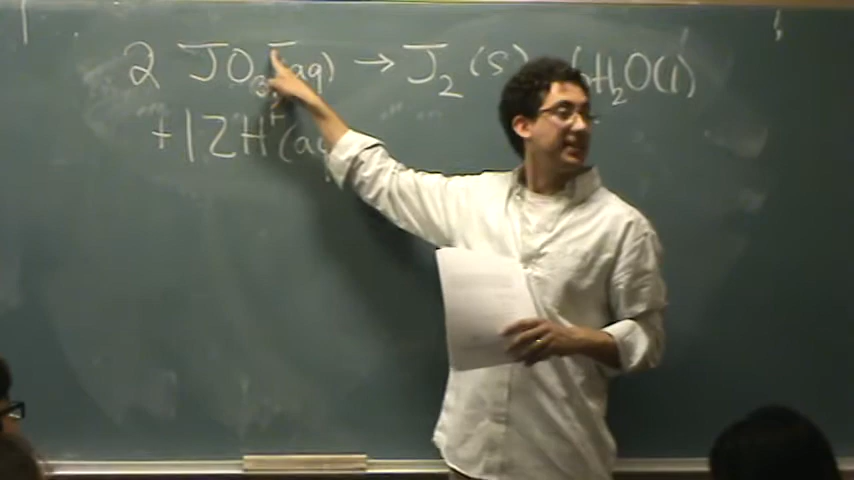 2 IO₃⁻(aq) → I₂(s) H₂O(l)
+12H⁺(aq